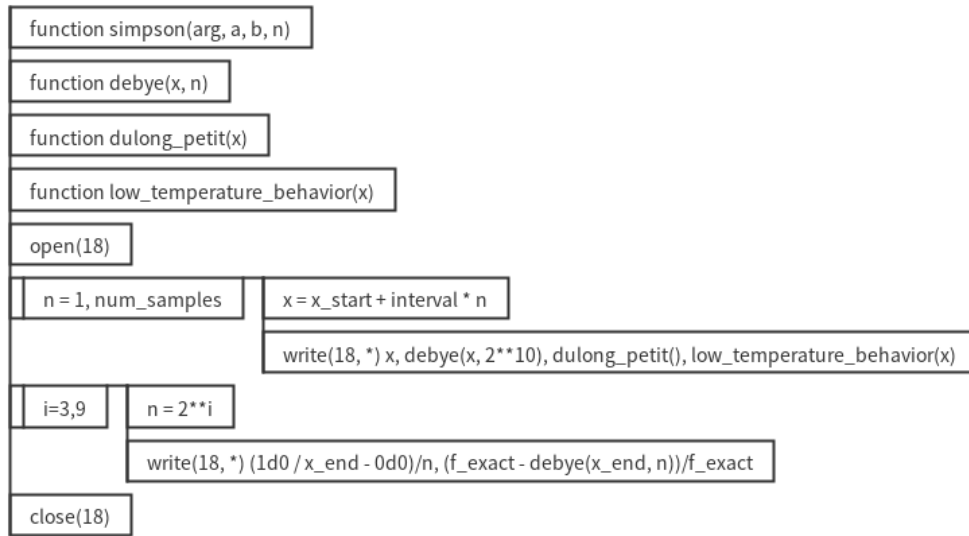 function simpson(arg, a, b, n)
function debye(x, n)
function dulong_petit(x)
function low_temperature_behavior(x)
open(18)
n = 1, num_samples
x = x_start + interval * n
write(18, *) x, debye(x, 2**10), dulong_petit(), low_temperature_behavior(x)
i=3,9
n = 2**i
write(18, *) (1d0 / x_end - 0d0)/n, (f_exact - debye(x_end, n))/f_exact
close(18)